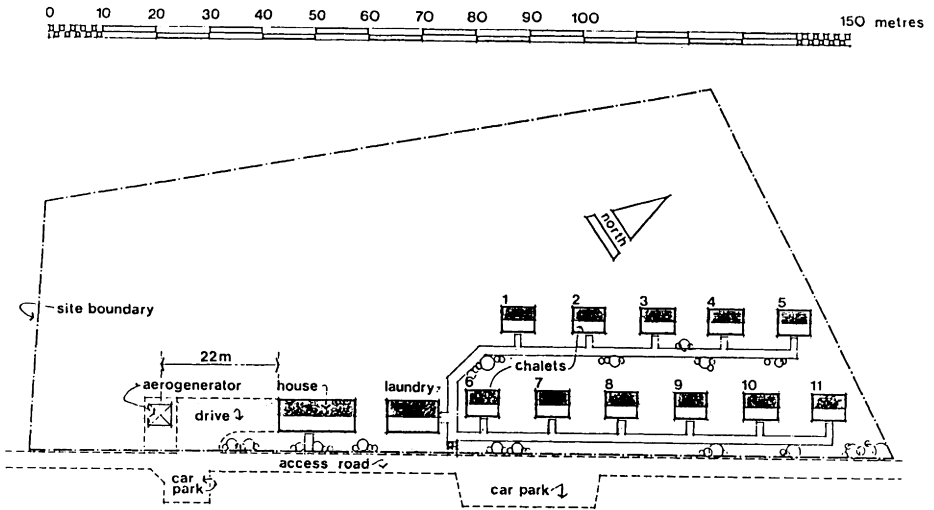 0 10 20 30 40 50 60 70 80 90 100 150 metres
north
site boundary
1 2 3 4 5
22m
aerogenerator
house
laundry
chalets
6 7 8 9 10 11
drive
access road
car
park
car park